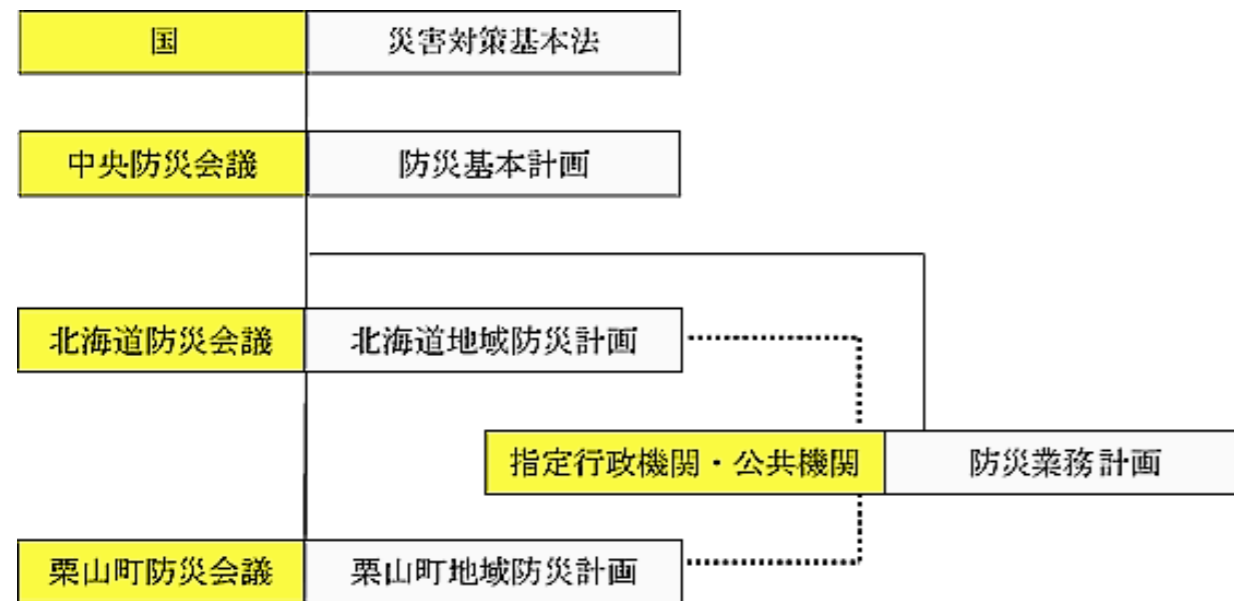 国 災害対策基本法
中央防災会議 防災基本計画
北海道防災会議 北海道地域防災計画
指定行政機関・公共機関 防災業務計画
栗山町防災会議 栗山町地域防災計画